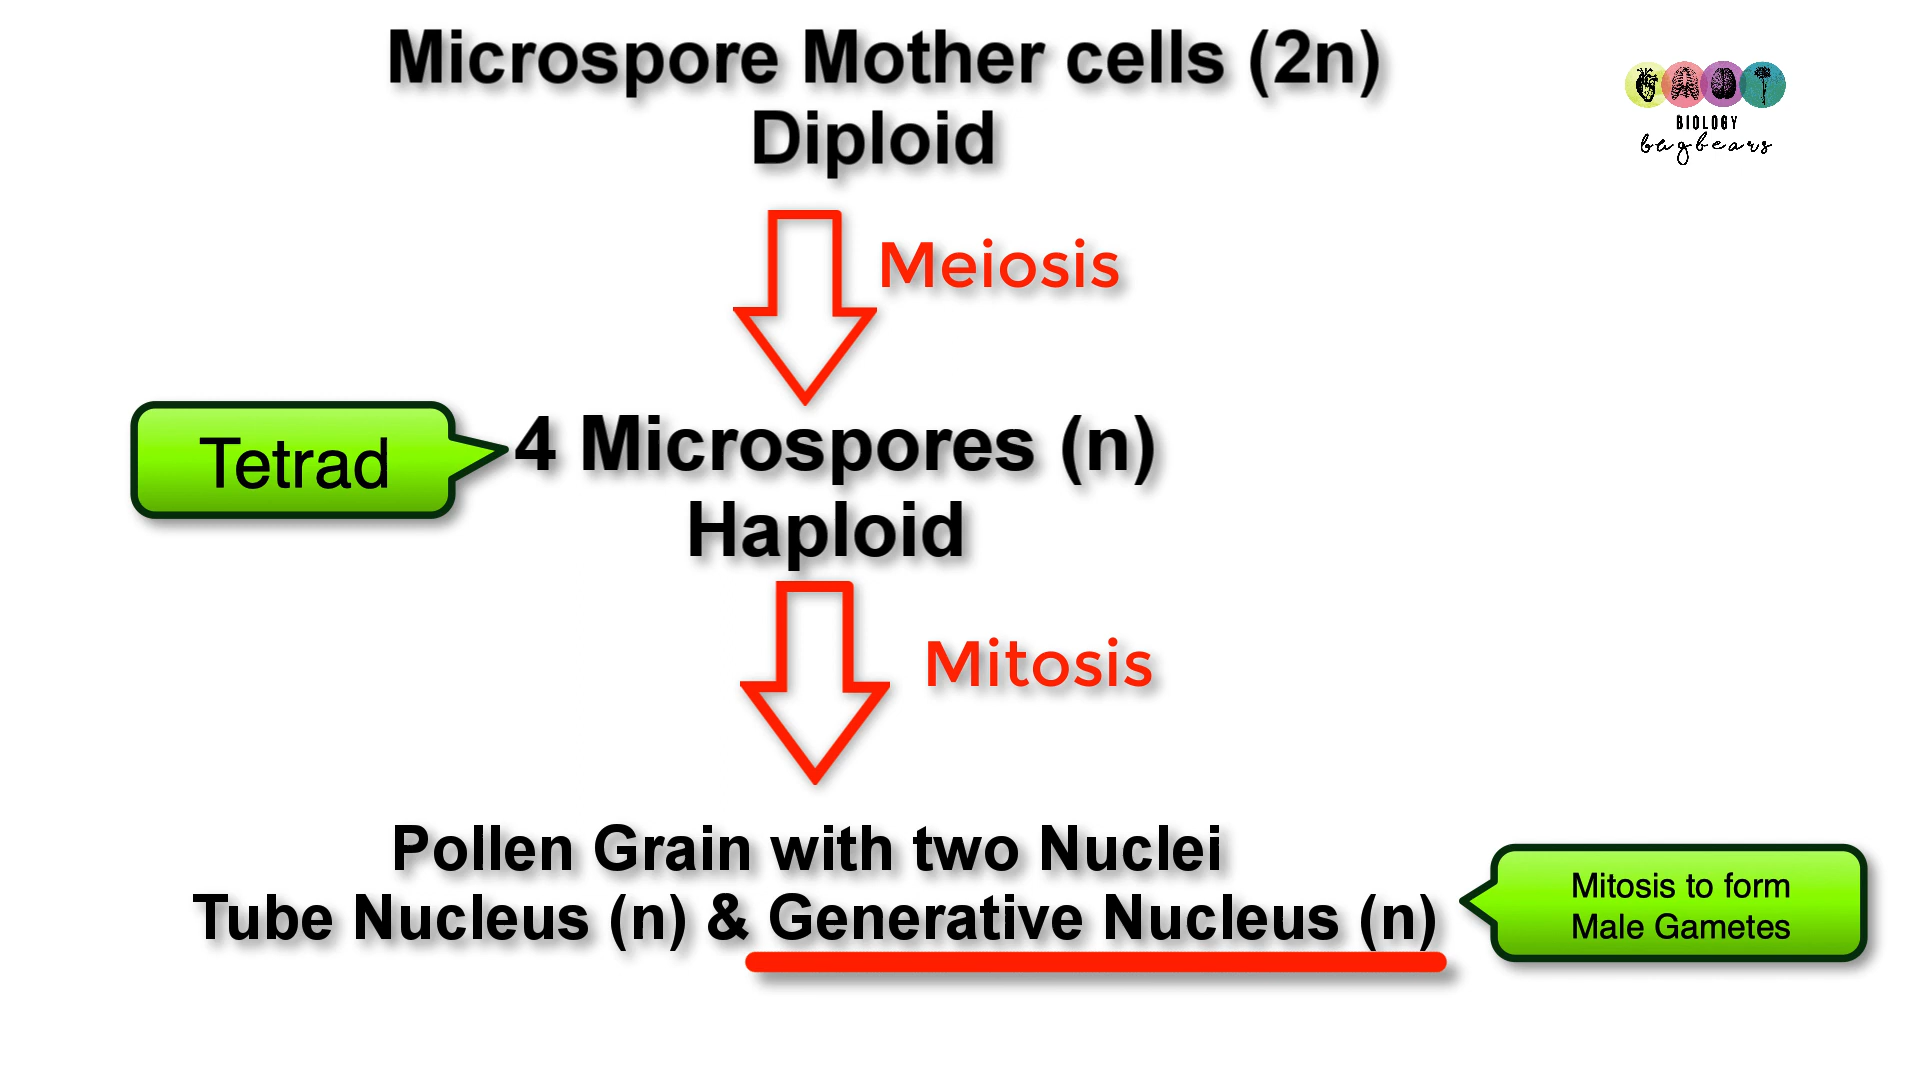 Microspore Mother cells (2n)
Diploid
BIOLOGY
bugbears
Meiosis
Tetrad
4 Microspores (n)
Haploid
Mitosis
Pollen Grain with two Nuclei
Tube Nucleus (n) & Generative Nucleus (n)
Mitosis to form
Male Gametes